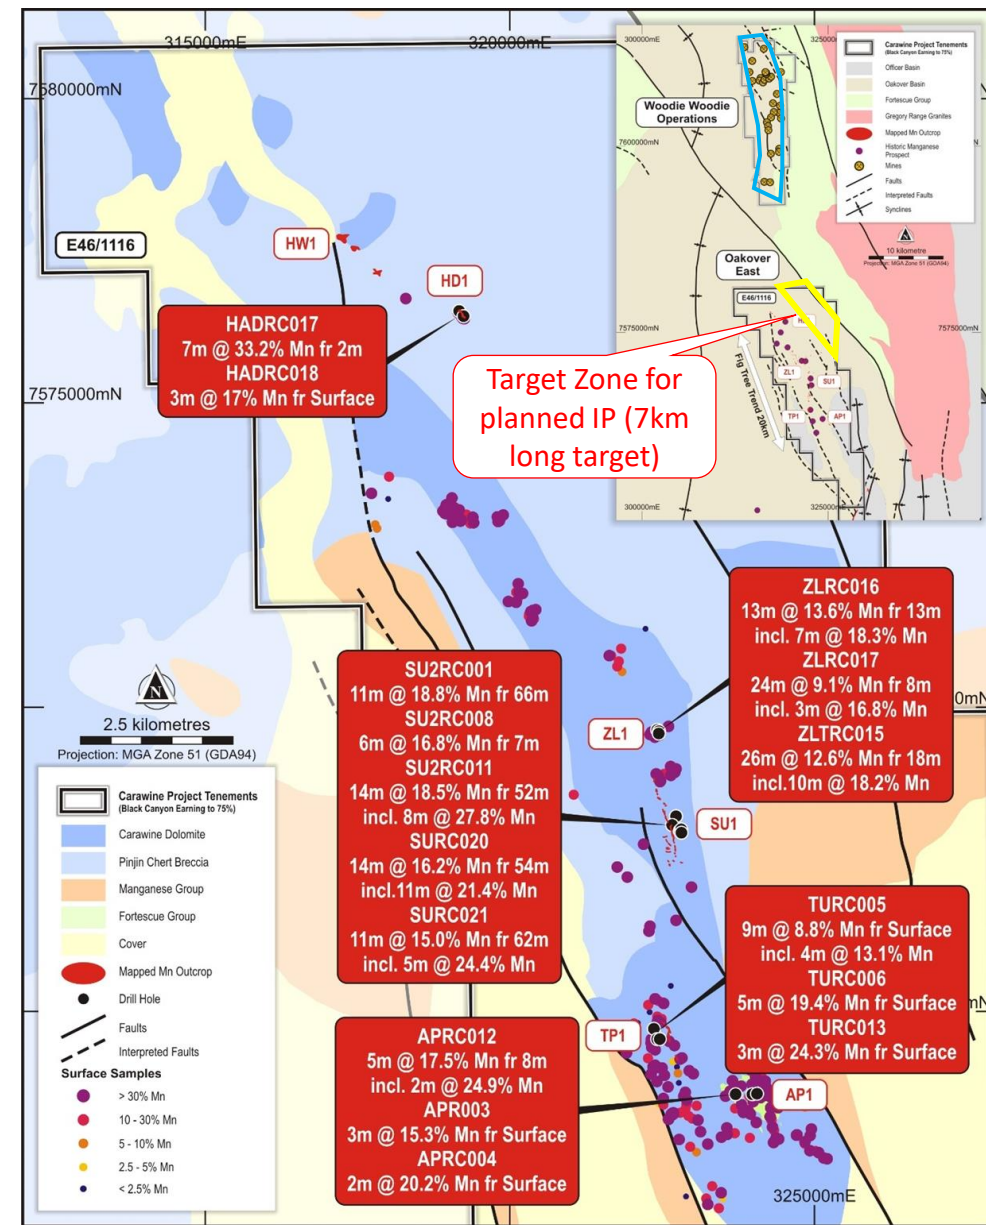 315000mE
320000mE
7580000mN
E46/1116
HW1
HD1
HADRC017
7m @ 33.2% Mn fr 2m
HADRC018
3m @ 17% Mn fr Surface
7575000mN
300000mE
325000
Woodie Woodie
Operations
7600000mN
Oakover
East
E46/1116
7575000mN
7575000mN
ZL1
SU1
TP1
AP1
Fig Tree Trend 20km
300000mE
325000mE
Carawine Project Tenements
(Black Canyon Earning to 75%)
Officer Basin
Oakover Basin
Fortescue Group
Gregory Range Granites
Mapped Mn Outcrop
Historic Manganese
Prospect
Mines
Faults
Interpreted Faults
Synclines
N
10 kilometre
Projection: MGA Zone 51 (GDA94)
Target Zone for
planned IP (7km
long target)
ZLRC016
13m @ 13.6% Mn fr 13m
incl. 7m @ 18.3% Mn
ZLRC017
24m @ 9.1% Mn fr 8m
incl. 3m @ 16.8% Mn
ZLTRC015
26m @ 12.6% Mn fr 18m
incl.10m @ 18.2% Mn
0mN
ZL1
SU2RC001
11m @ 18.8% Mn fr 66m
SU2RC008
6m @ 16.8% Mn fr 7m
SU2RC011
14m @ 18.5% Mn fr 52m
incl. 8m @ 27.8% Mn
SURC020
14m @ 16.2% Mn fr 54m
incl.11m @ 21.4% Mn
SURC021
11m @ 15.0% Mn fr 62m
incl. 5m @ 24.4% Mn
SU1
TURC005
9m @ 8.8% Mn fr Surface
incl. 4m @ 13.1% Mn
TURC006
5m @ 19.4% Mn fr Surface
TURC013
3m @ 24.3% Mn fr Surface
TP1
APRC012
5m @ 17.5% Mn fr 8m
incl. 2m @ 24.9% Mn
APR003
3m @ 15.3% Mn fr Surface
APRC004
2m @ 20.2% Mn fr Surface
AP1
325000mE
N
2.5 kilometres
Projection: MGA Zone 51 (GDA94)
Carawine Project Tenements
(Black Canyon Earning to 75%)
Carawine Dolomite
Pinjin Chert Breccia
Manganese Group
Fortescue Group
Cover
Mapped Mn Outcrop
Drill Hole
Faults
Interpreted Faults
Surface Samples
> 30% Mn
10 - 30% Mn
5 - 10% Mn
2.5 - 5% Mn
< 2.5% Mn